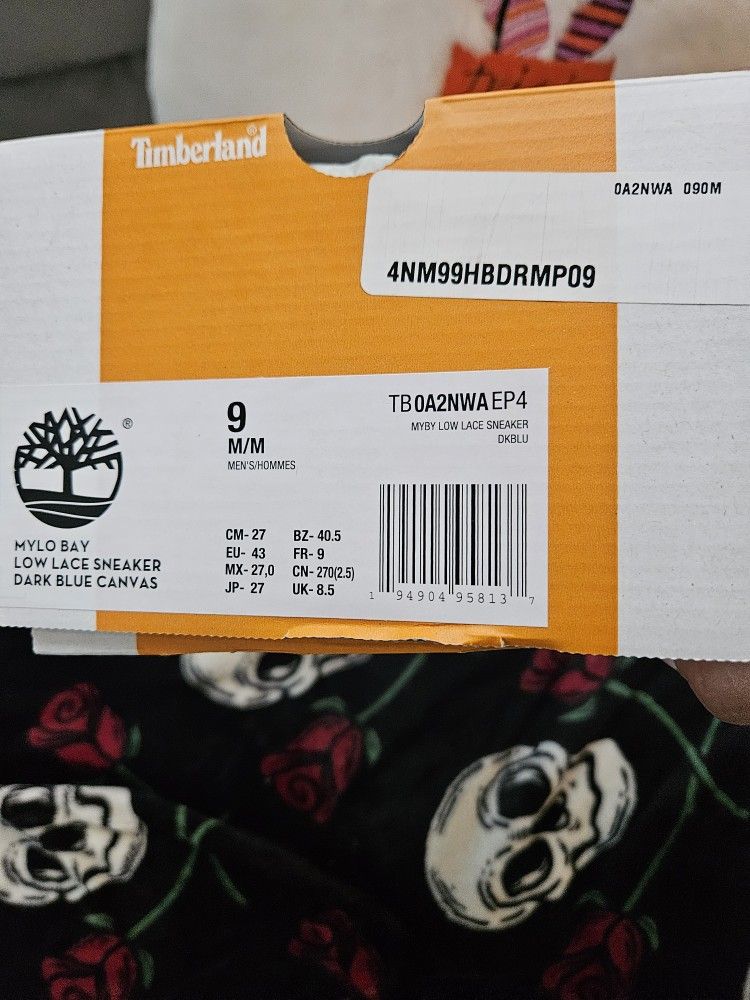 Timberland®
0A2NWA 090M
4NM99HBDRMP09
®
MYLO BAY
LOW LACE SNEAKER
DARK BLUE CANVAS
9
M/M
MEN'S/HOMMES
CM- 27 BZ- 40.5
EU- 43 FR- 9
MX- 27,0 CN- 270(2.5)
JP- 27 UK- 8.5
TB0A2NWAEP4
MYBY LOW LACE SNEAKER
DKBLU
1 94904 95813 7